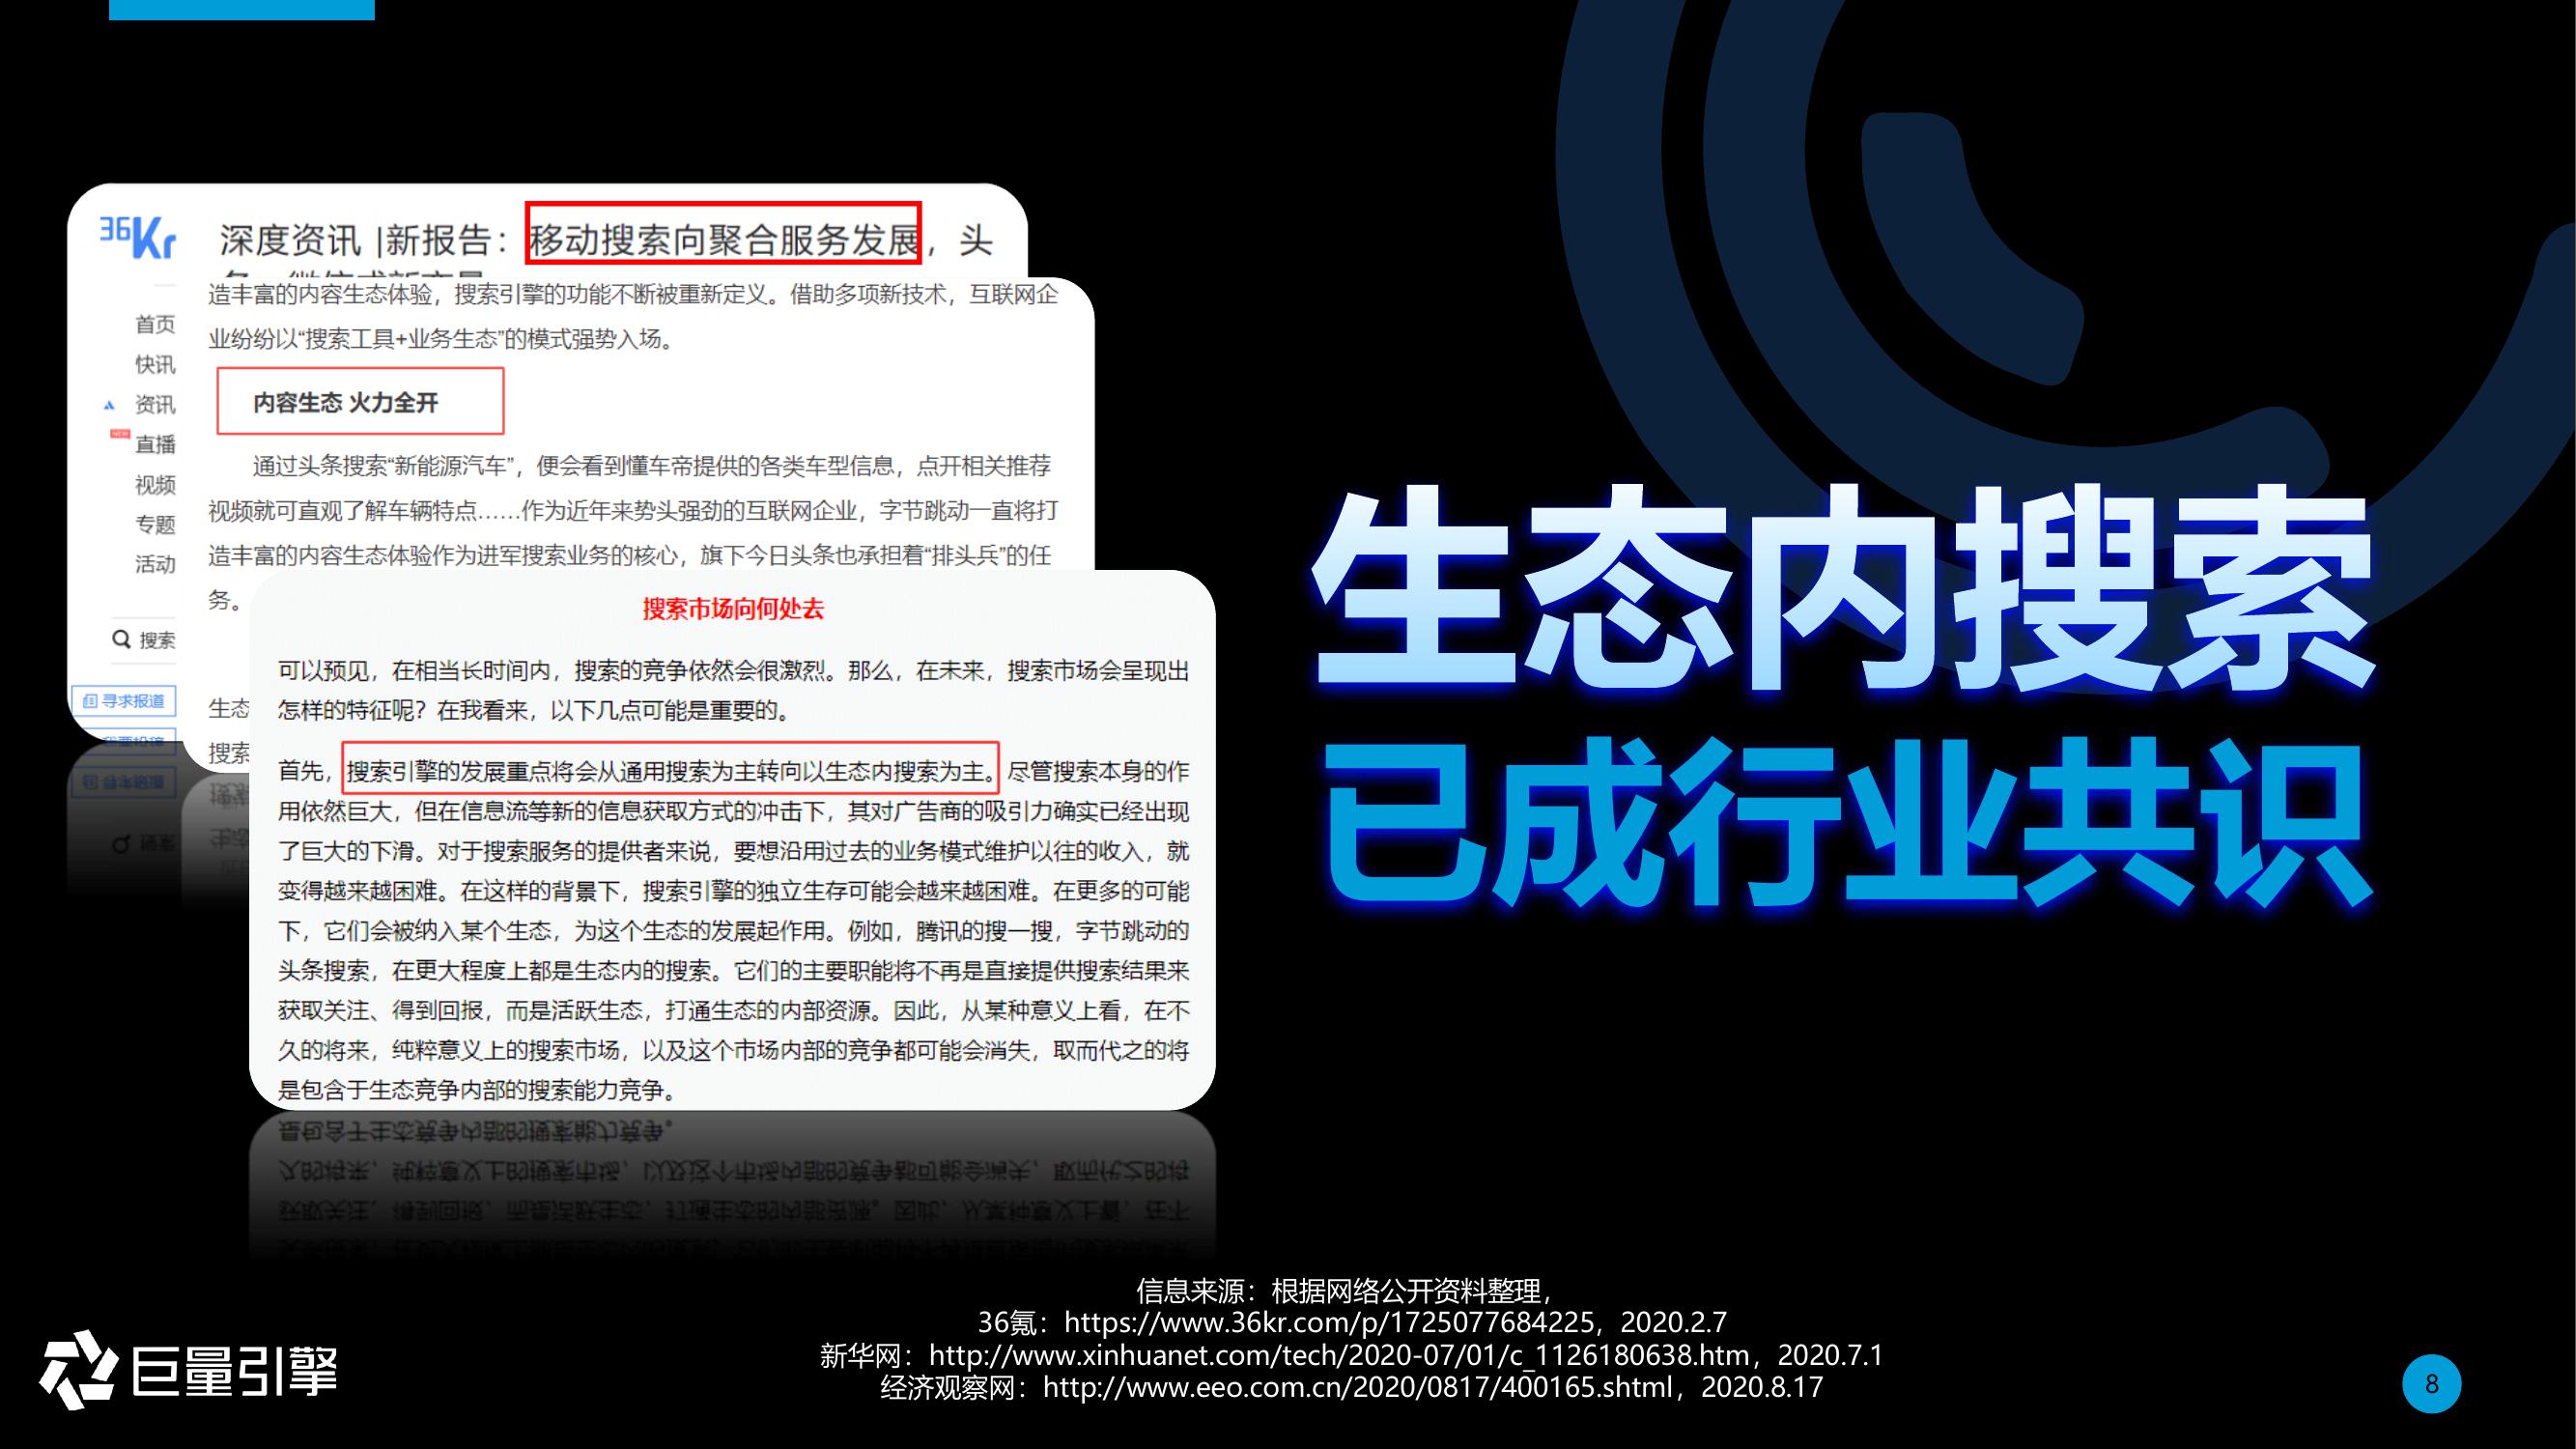 36Kr
深度资讯 |新报告：移动搜索向聚合服务发展，头
首页
快讯
资讯
直播
视频
专题
活动
搜索
寻求报道
造丰富的内容生态体验，搜索引擎的功能不断被重新定义。借助多项新技术，互联网企
业纷纷以“搜索工具+业务生态”的模式强势入场。
内容生态 火力全开
通过头条搜索“新能源汽车”，便会看到懂车帝提供的各类车型信息，点开相关推荐
视频就可直观了解车辆特点……作为近年来势头强劲的互联网企业，字节跳动一直将打
造丰富的内容生态体验作为进军搜索业务的核心，旗下今日头条也承担着“排头兵”的任
务。
生态
搜索
搜索市场向何处去
可以预见，在相当长时间内，搜索的竞争依然会很激烈。那么，在未来，搜索市场会呈现出
怎样的特征呢？在我看来，以下几点可能是重要的。
首先，搜索引擎的发展重点将会从通用搜索为主转向以生态内搜索为主。尽管搜索本身的作
用依然巨大，但在信息流等新的信息获取方式的冲击下，其对广告商的吸引力确实已经出现
了巨大的下滑。对于搜索服务的提供者来说，要想沿用过去的业务模式维护以往的收入，就
变得越来越困难。在这样的背景下，搜索引擎的独立生存可能会越来越困难。在更多的可能
下，它们会被纳入某个生态，为这个生态的发展起作用。例如，腾讯的搜一搜，字节跳动的
头条搜索，在更大程度上都是生态内的搜索。它们的主要职能将不再是直接提供搜索结果来
获取关注、得到回报，而是活跃生态，打通生态的内部资源。因此，从某种意义上看，在不
久的将来，纯粹意义上的搜索市场，以及这个市场内部的竞争都可能会消失，取而代之的将
是包含于生态竞争内部的搜索能力竞争。
生态内搜索
已成行业共识
信息来源：根据网络公开资料整理，
36氪：https://www.36kr.com/p/1725077684225，2020.2.7
新华网：http://www.xinhuanet.com/tech/2020-07/01/c_1126180638.htm，2020.7.1
经济观察网：http://www.eeo.com.cn/2020/0817/400165.shtml，2020.8.17
巨量引擎
8